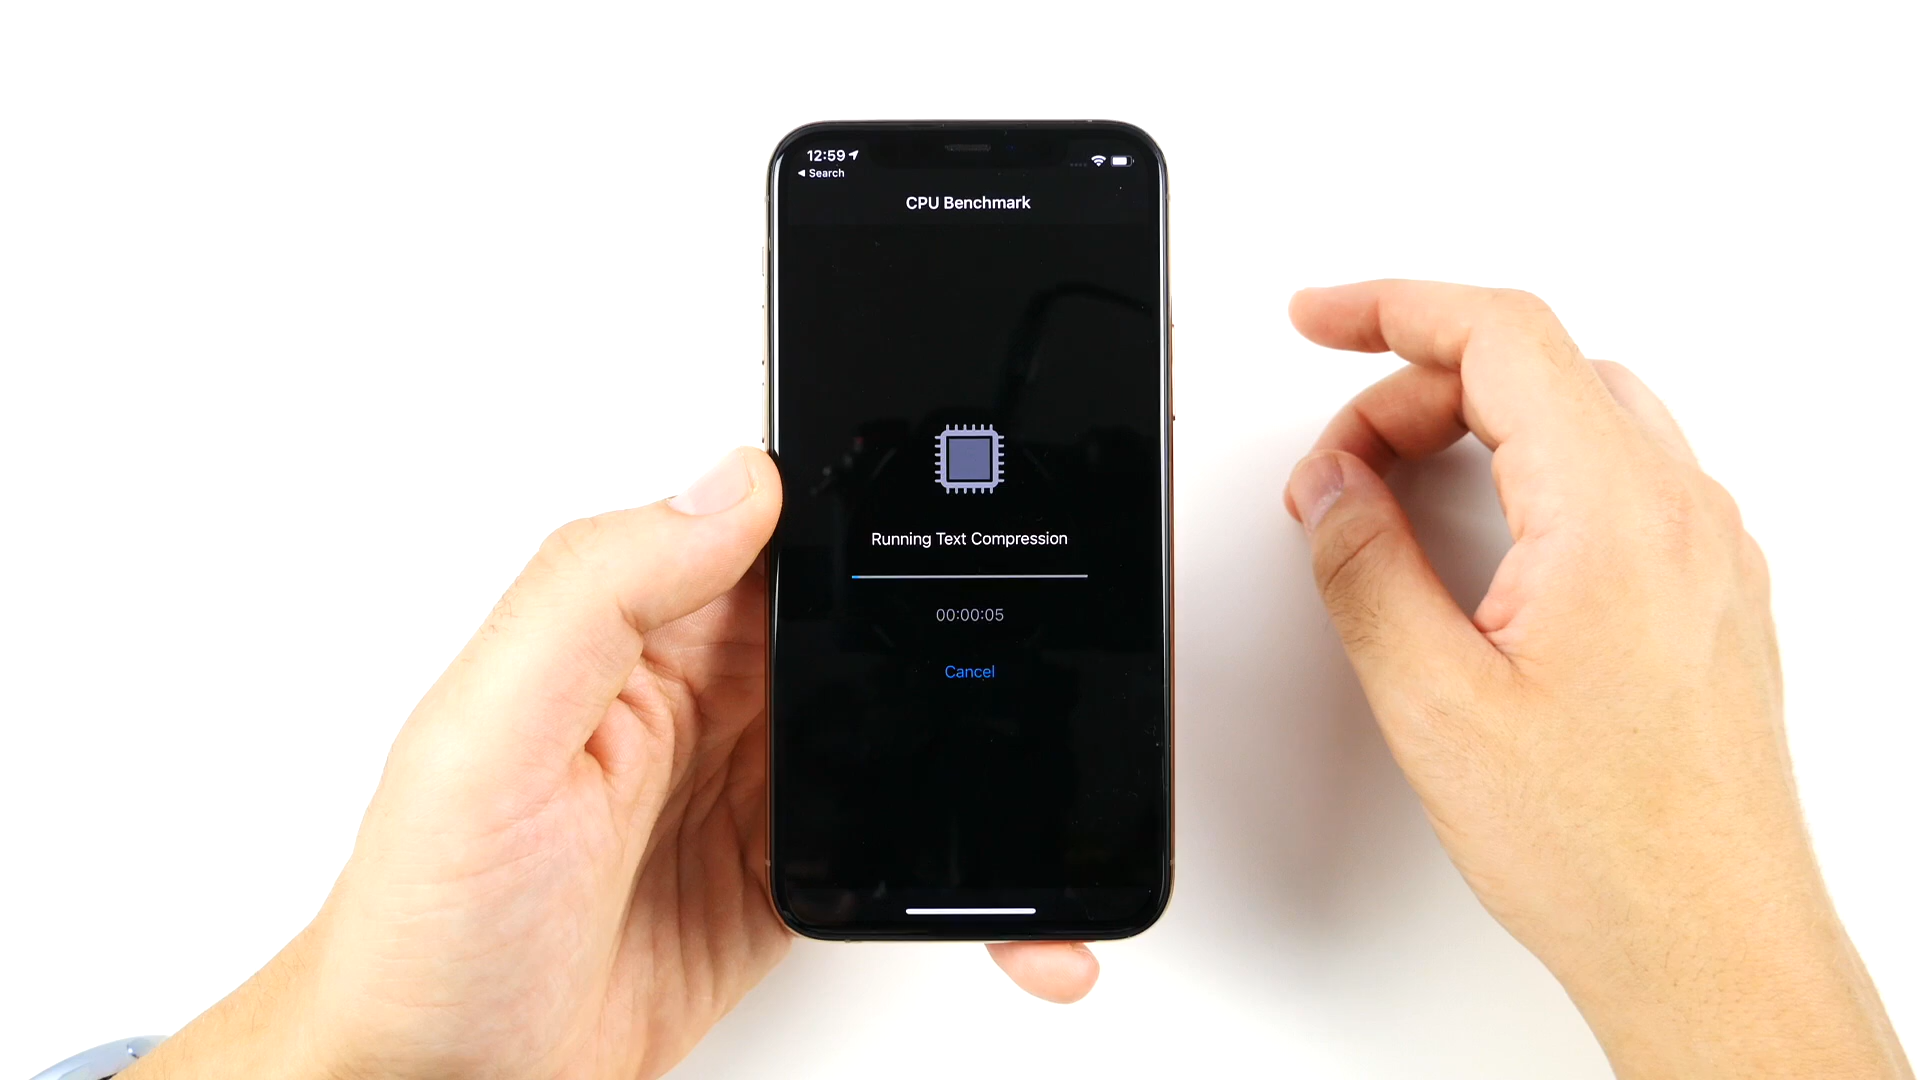 12:59
◀ Search
CPU Benchmark
Running Text Compression
00:00:05
Cancel